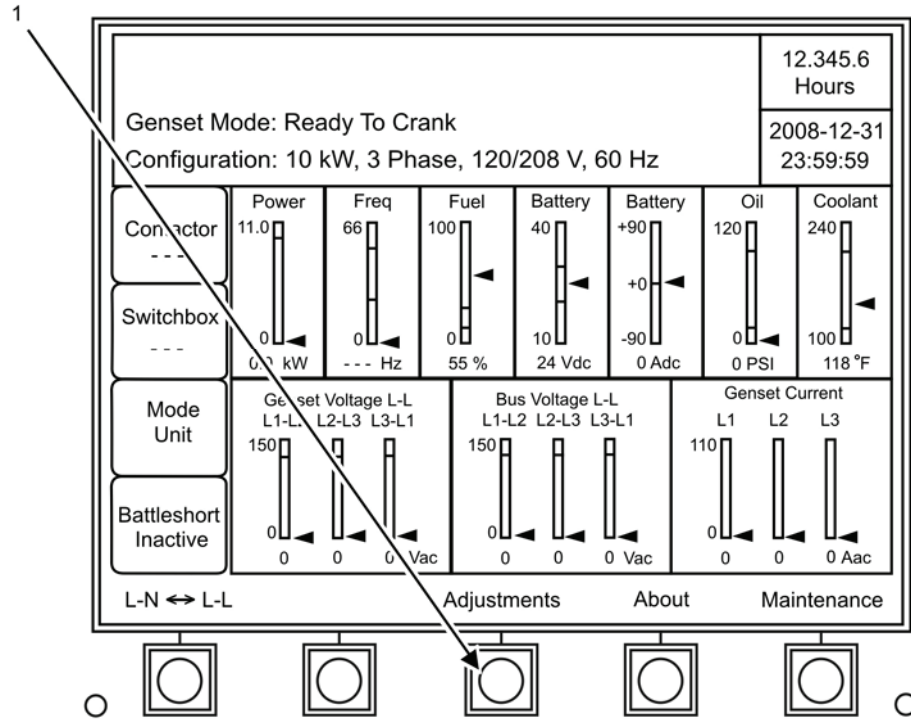 1
12.345.6
Hours
Genset Mode: Ready To Crank
Configuration: 10 kW, 3 Phase, 120/208 V, 60 Hz
2008-12-31
23:59:59
Contactor
- - -
Switchbox
- - -
Mode
Unit
Battleshort
Inactive
Power
11.0
0
0.0 kW
Freq
66
0
- - - Hz
Fuel
100
0
55 %
Battery
40
10
24 Vdc
Battery
+90
+0
-90
0 Adc
Oil
120
0
0 PSI
Coolant
240
100
118 °F
Genset Voltage L-L
L1-L L2-L3 L3-L1
150
0
0 0 0 Vac
Bus Voltage L-L
L1-L2 L2-L3 L3-L1
150
0
0 0 0 Vac
Genset Current
L1 L2 L3
110
0
0 0 0 Aac
L-N ↔ L-L Adjustments About Maintenance